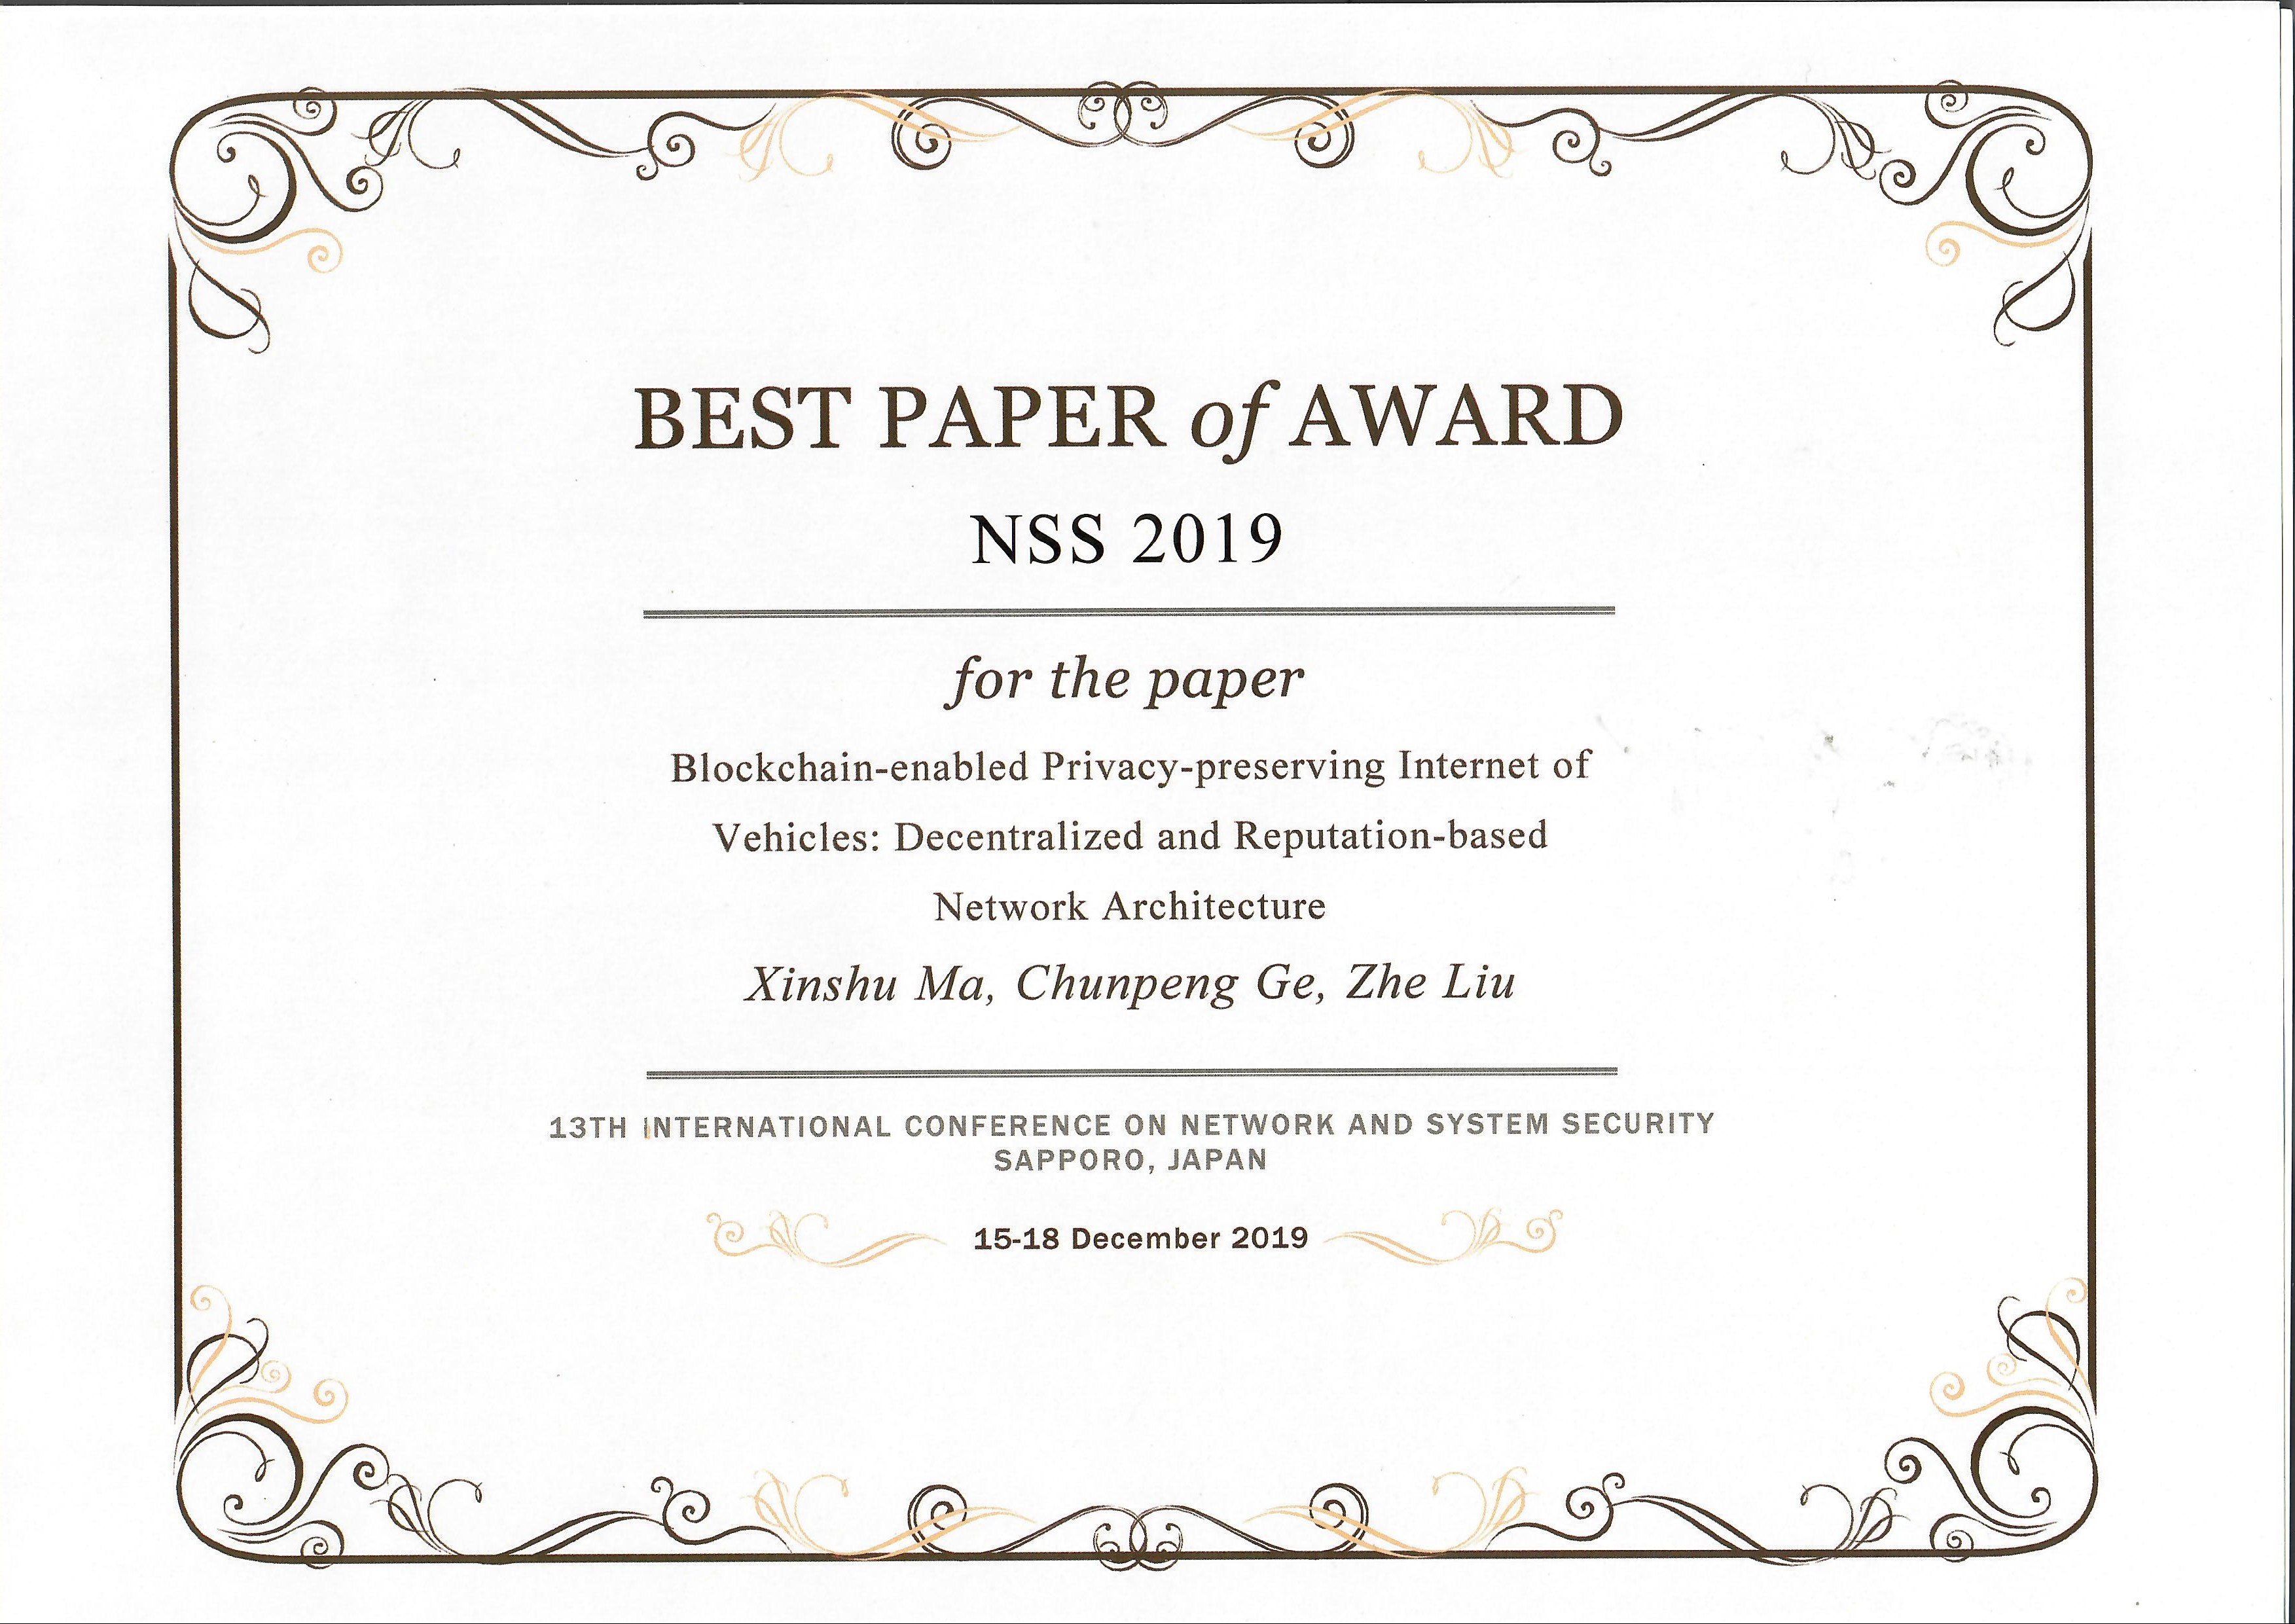 BEST PAPER of AWARD
NSS 2019
for the paper
Blockchain-enabled Privacy-preserving Internet of
Vehicles: Decentralized and Reputation-based
Network Architecture
Xinshu Ma, Chunpeng Ge, Zhe Liu
13TH INTERNATIONAL CONFERENCE ON NETWORK AND SYSTEM SECURITY
SAPPORO, JAPAN
15-18 December 2019